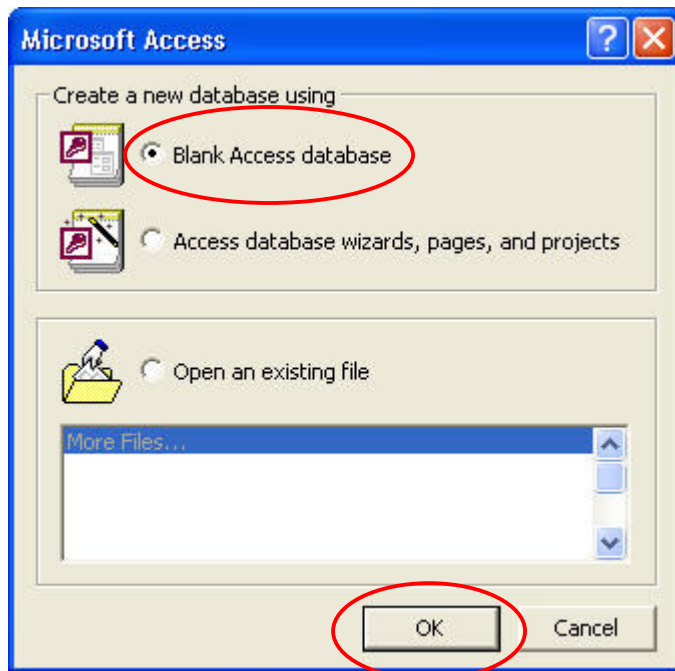 Microsoft Access
Create a new database using
Blank Access database
Access database wizards, pages, and projects
Open an existing file
More Files...
OK
Cancel